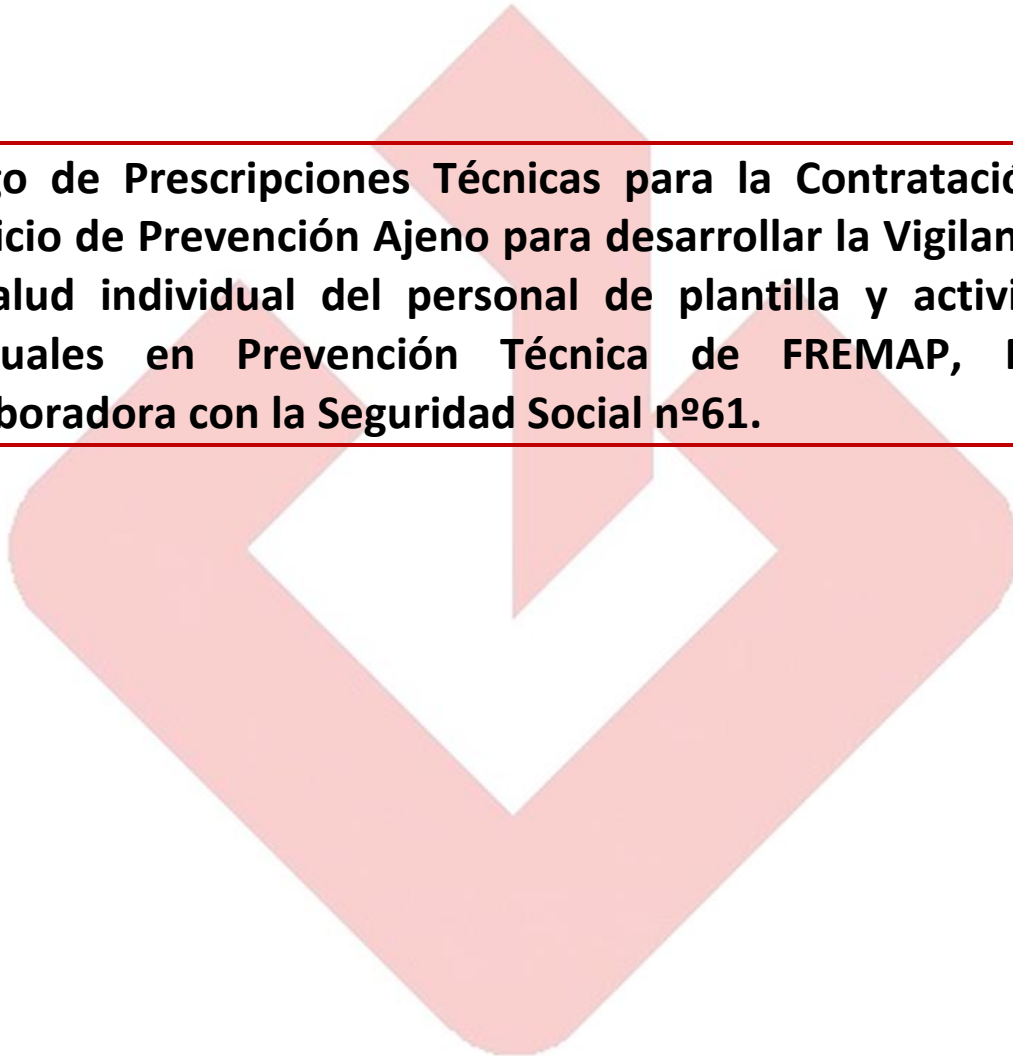 go de Prescripciones Técnicas para la Contratació
icio de Prevención Ajeno para desarrollar la Vigilan
alud individual del personal de plantilla y activi
uales en Prevención Técnica de FREMAP,
boradora con la Seguridad Social nº61.